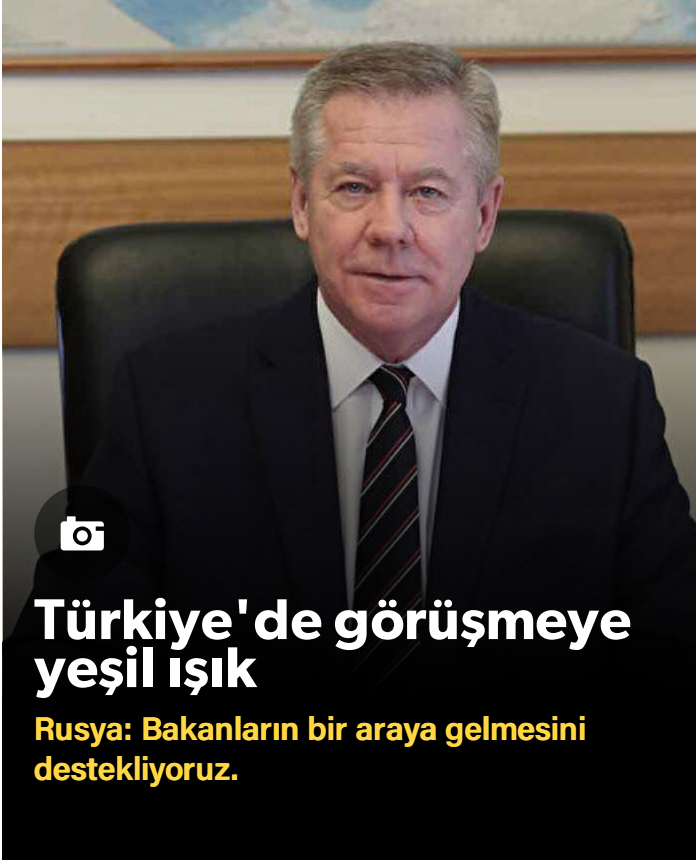 Türkiye'de görüşmeye
yeşil ışık
Rusya: Bakanların bir araya gelmesini
destekliyoruz.